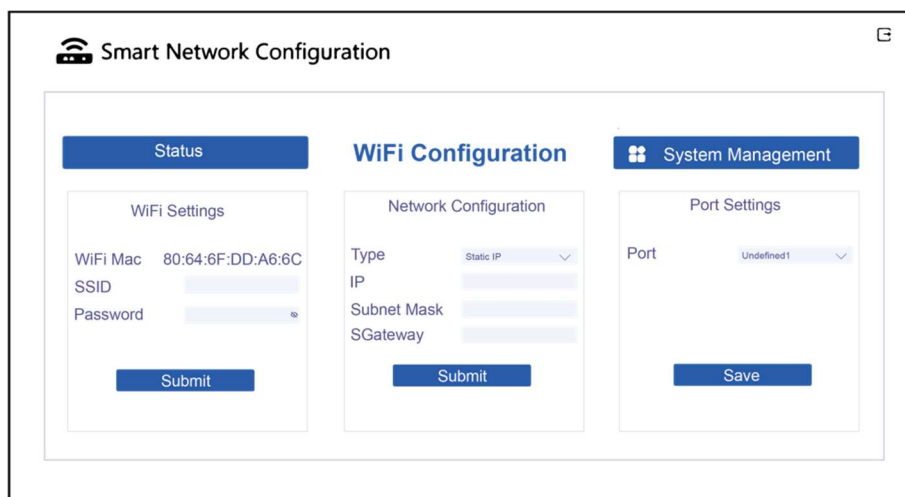 Smart Network Configuration
Status
WiFi Configuration
System Management
WiFi Settings
WiFi Mac 80:64:6F:DD:A6:6C
SSID
Password
Submit
Network Configuration
Type Static IP
IP
Subnet Mask
SGateway
Submit
Port Settings
Port Undefined1
Save